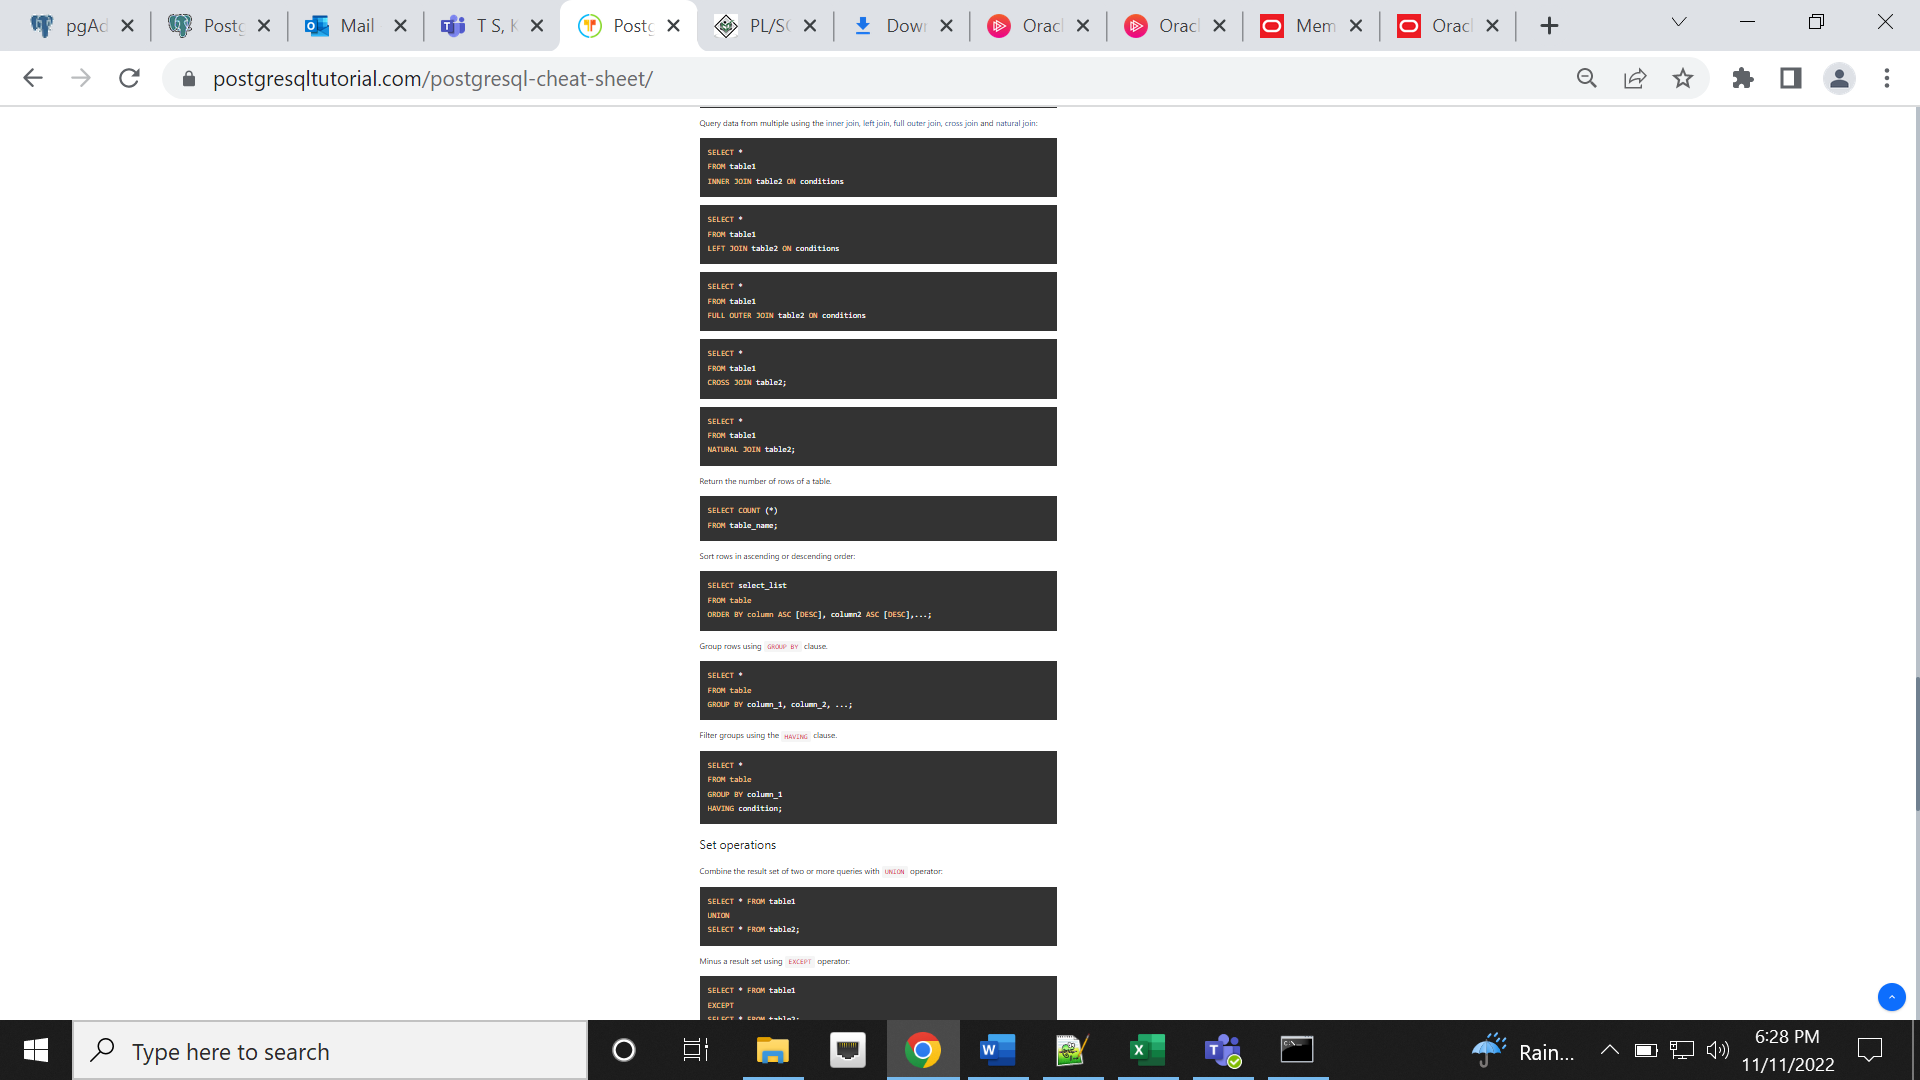 pgAd
Postg
Mail
T S, K
Postg
PL/SQ
Down
Oracl
Oracl
Mem
Oracl
postgresqltutorial.com/postgresql-cheat-sheet/
Query data from multiple using the inner join, left join, full outer join, cross join and natural join:
SELECT *
FROM table1
INNER JOIN table2 ON conditions
SELECT *
FROM table1
LEFT JOIN table2 ON conditions
SELECT *
FROM table1
FULL OUTER JOIN table2 ON conditions
SELECT *
FROM table1
CROSS JOIN table2;
SELECT *
FROM table1
NATURAL JOIN table2;
Return the number of rows of a table.
SELECT COUNT (*)
FROM table_name;
Sort rows in ascending or descending order:
SELECT select_list
FROM table
ORDER BY column ASC [DESC], column2 ASC [DESC],...;
Group rows using GROUP BY clause.
SELECT *
FROM table
GROUP BY column_1, column_2, ...;
Filter groups using the HAVING clause.
SELECT *
FROM table
GROUP BY column_1
HAVING condition;
Set operations
Combine the result set of two or more queries with UNION operator:
SELECT * FROM table1
UNION
SELECT * FROM table2;
Minus a result set using EXCEPT operator:
SELECT * FROM table1
EXCEPT
SELECT * FROM table2;
Type here to search
Rain...
6:28 PM
11/11/2022